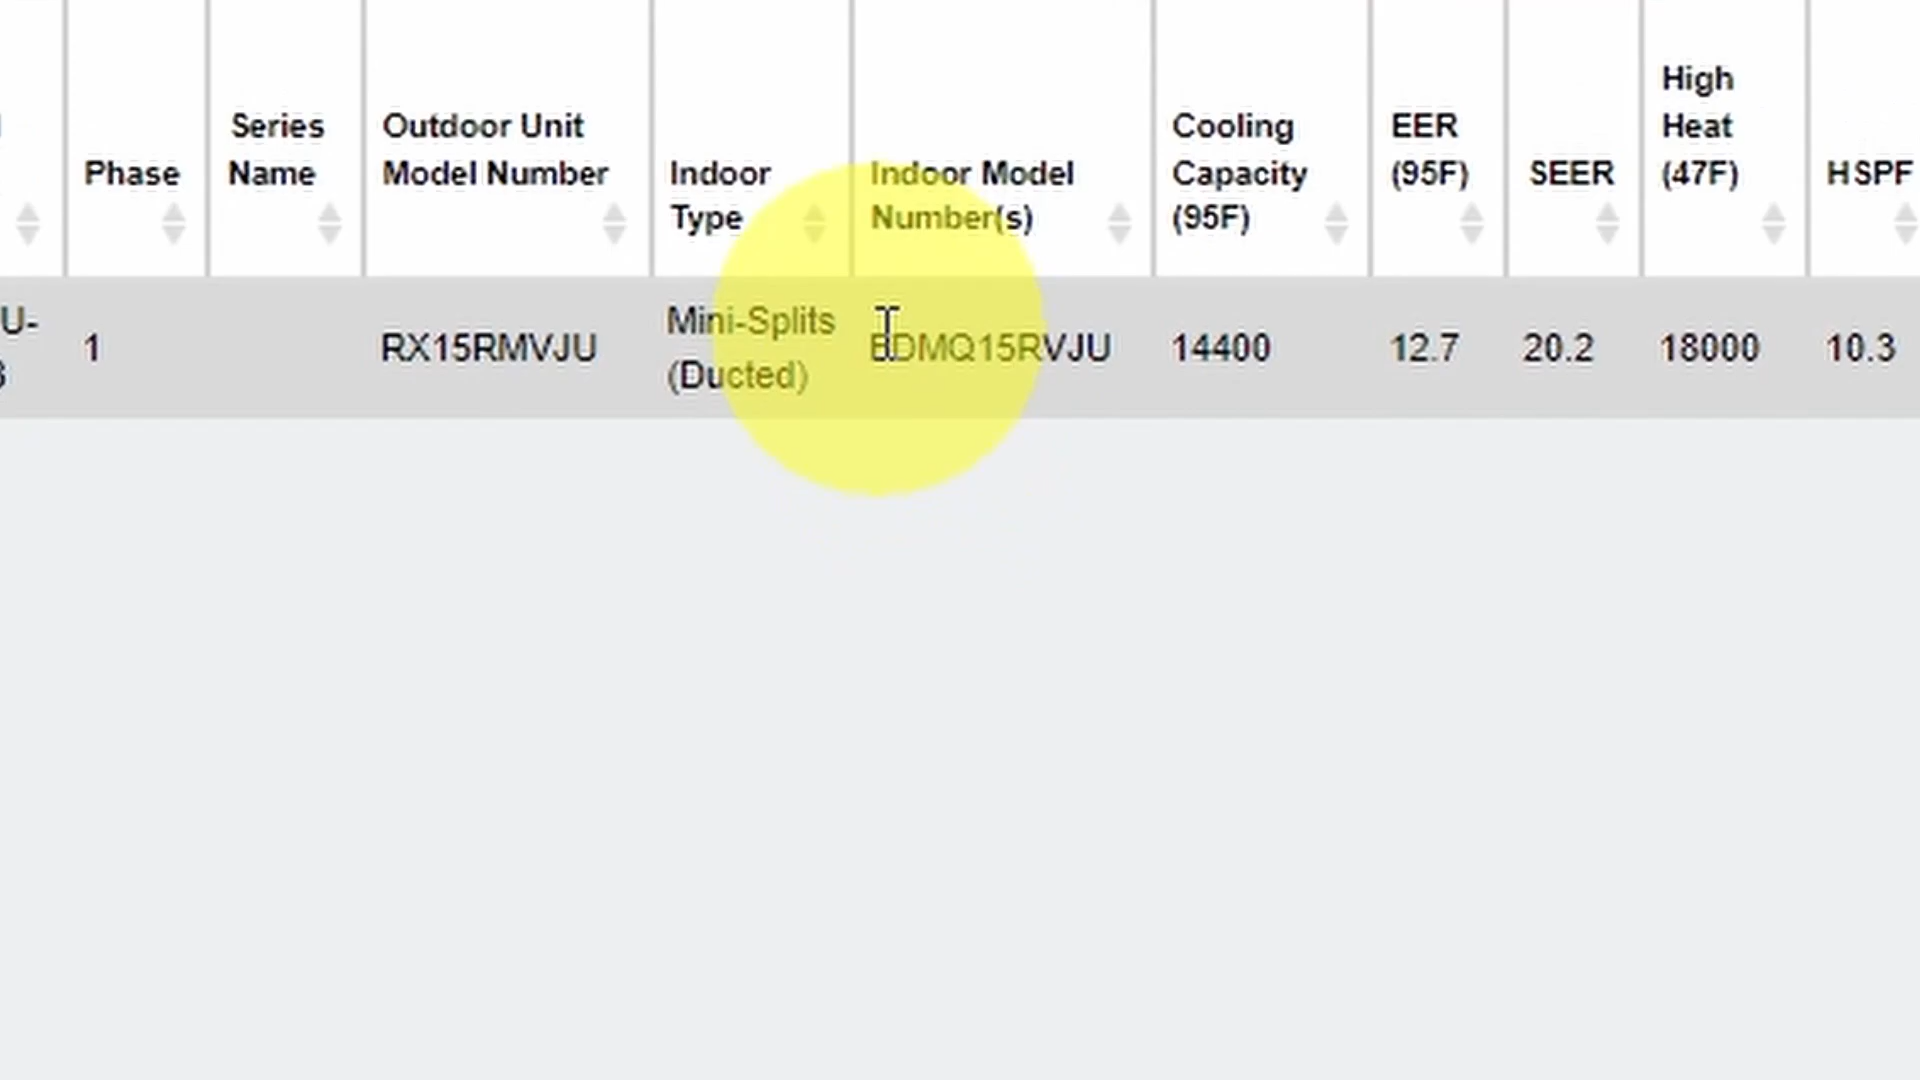 Phase
Series
Name
Outdoor Unit
Model Number
Indoor
Type
Indoor Model
Number(s)
Cooling
Capacity
(95F)
EER
(95F)
SEER
High
Heat
(47F)
HSPF
U-
1
RX15RMVJU
Mini-Splits
(Ducted)
FDMQ15RVJU
14400
12.7
20.2
18000
10.3